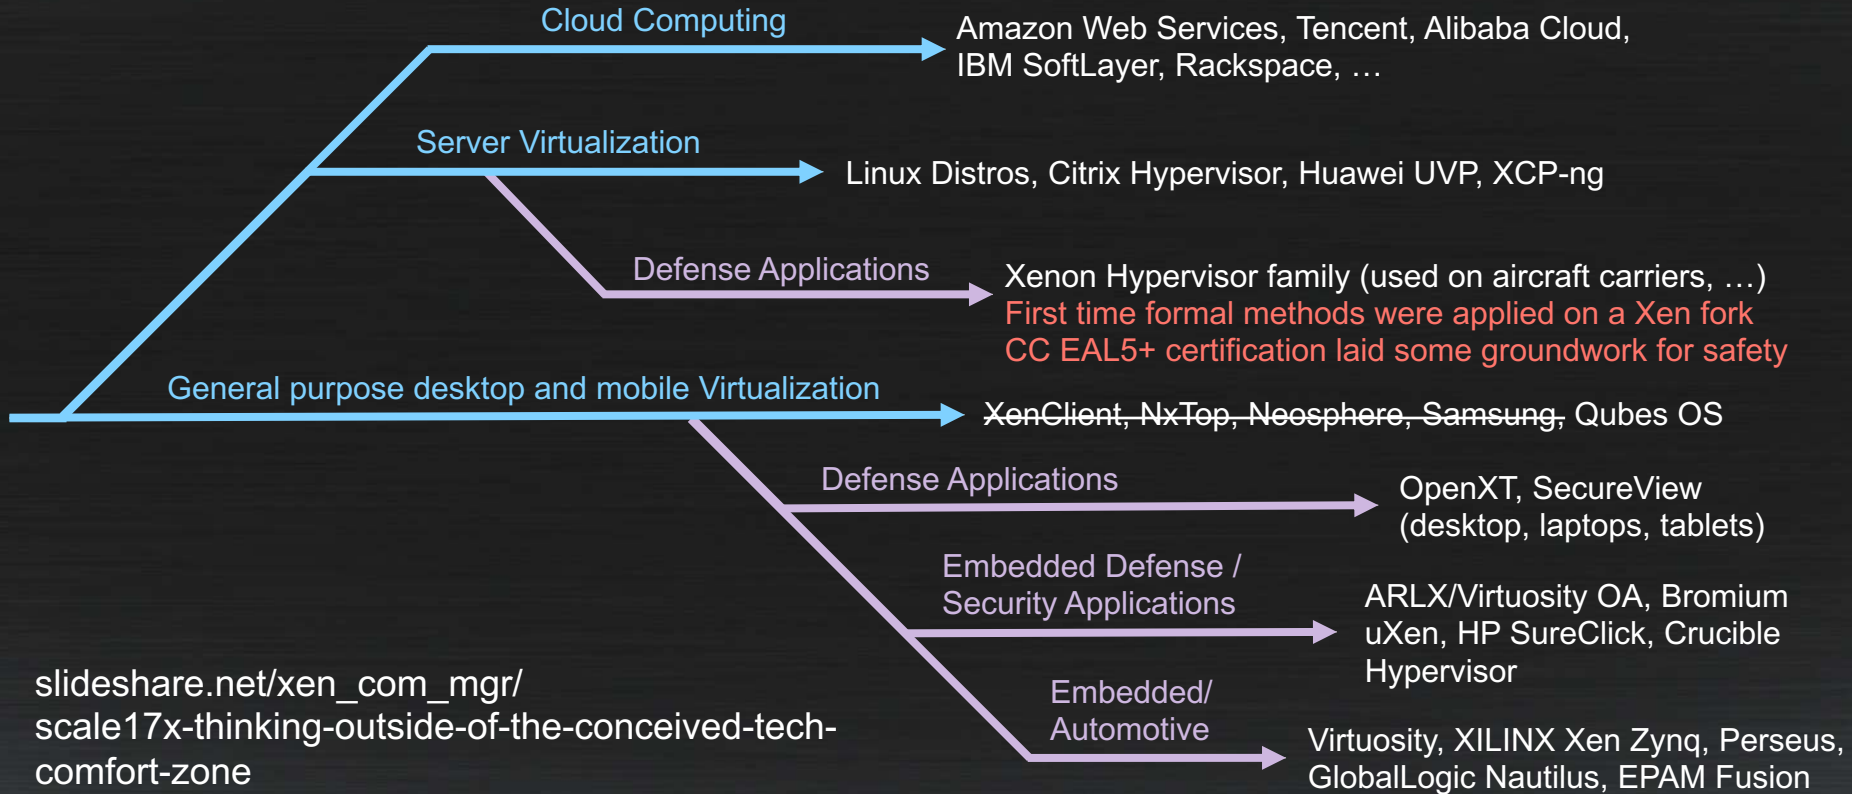 Cloud Computing
Amazon Web Services, Tencent, Alibaba Cloud,
IBM SoftLayer, Rackspace, …
Server Virtualization
Linux Distros, Citrix Hypervisor, Huawei UVP, XCP-ng
Defense Applications
Xenon Hypervisor family (used on aircraft carriers, …)
First time formal methods were applied on a Xen fork
CC EAL5+ certification laid some groundwork for safety
General purpose desktop and mobile Virtualization
XenClient, NxTop, Neosphere, Samsung, Qubes OS
Defense Applications
OpenXT, SecureView
(desktop, laptops, tablets)
Embedded Defense /
Security Applications
ARLX/Virtuosity OA, Bromium
uXen, HP SureClick, Crucible
Hypervisor
Embedded/
Automotive
Virtuosity, XILINX Xen Zynq, Perseus,
GlobalLogic Nautilus, EPAM Fusion
slideshare.net/xen_com_mgr/
scale17x-thinking-outside-of-the-conceived-tech-
comfort-zone